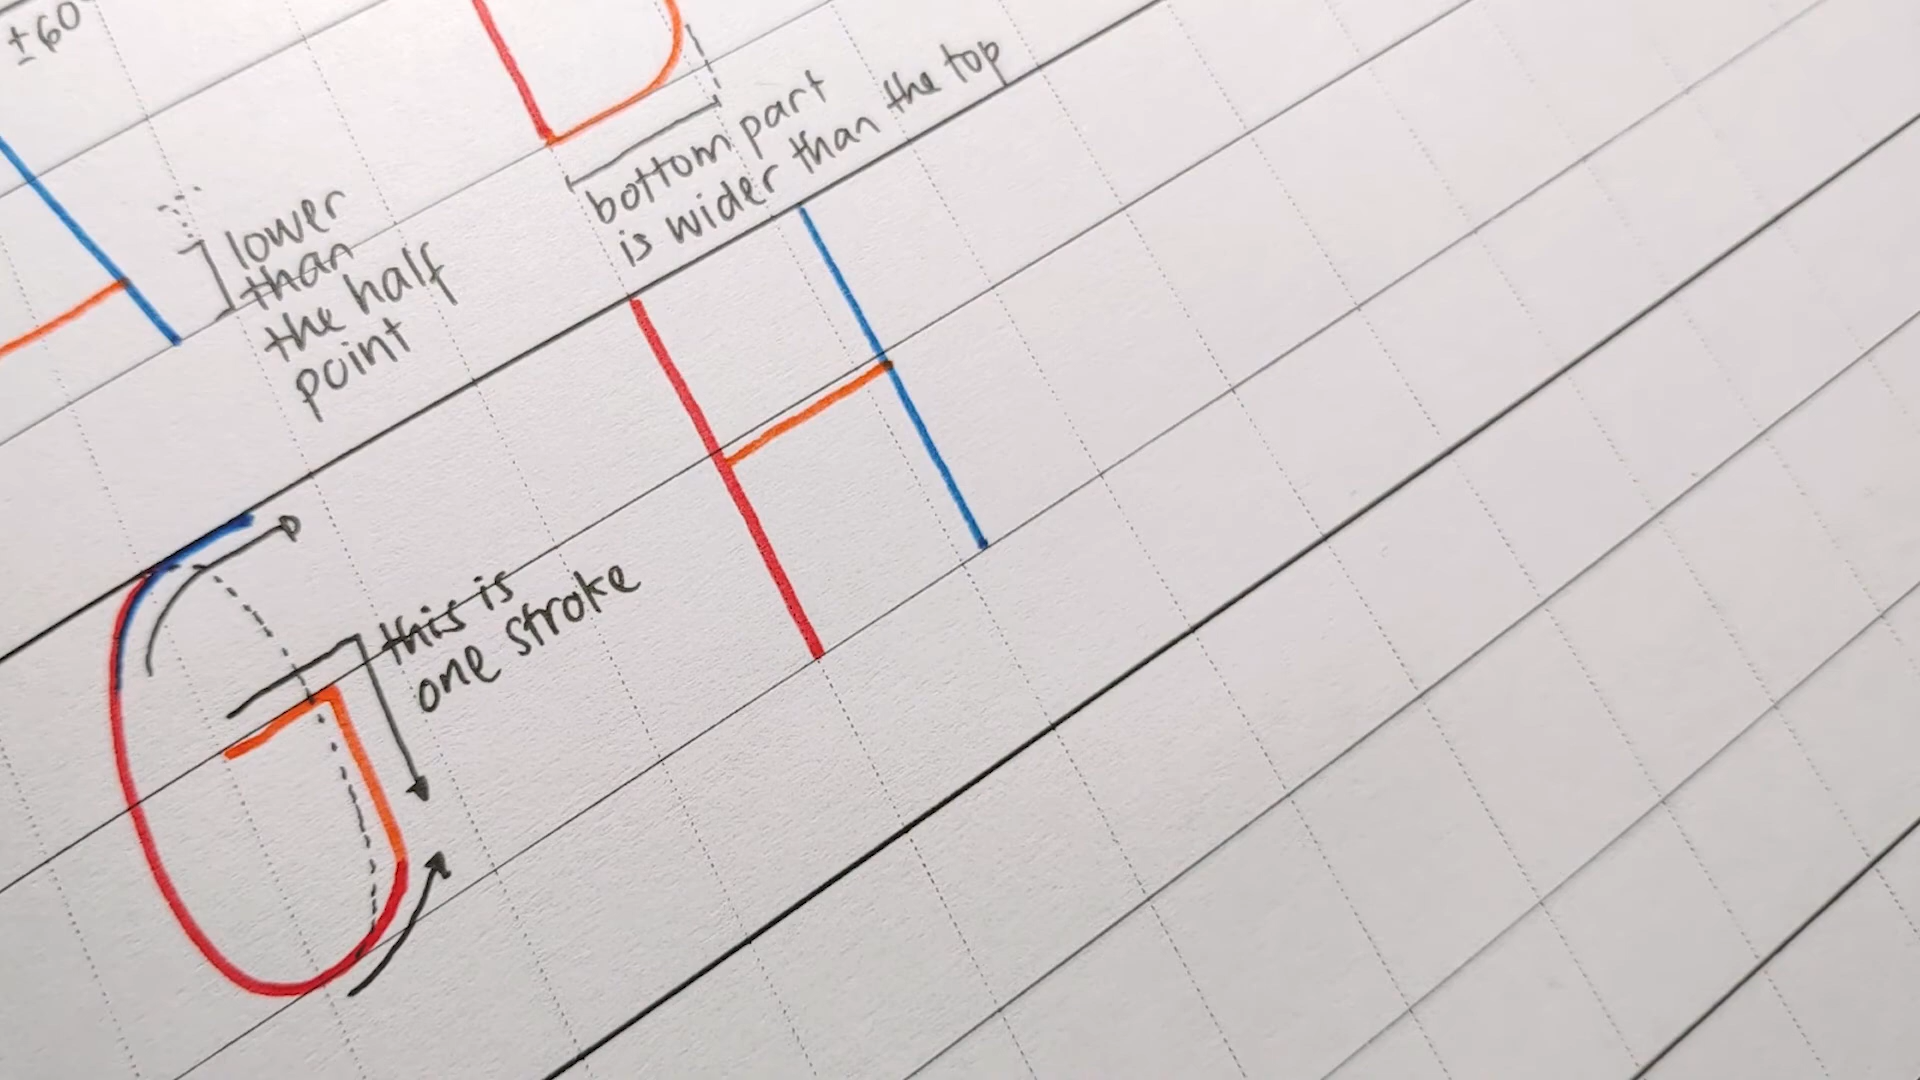 ±60°
B
bottom part
is wider than the top
A
lower
than
the half
point
H
G
this is
one stroke